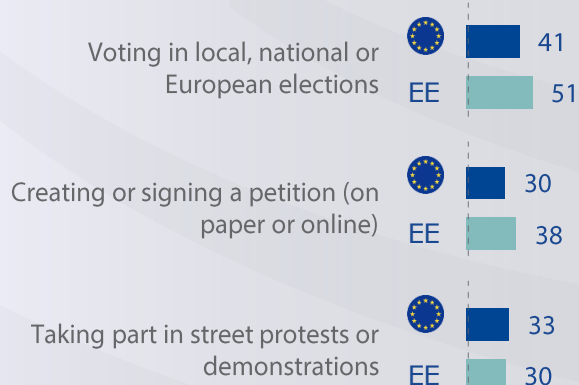 Voting in local, national or
European elections
41
EE
51
Creating or signing a petition (on
paper or online)
30
EE
38
Taking part in street protests or
demonstrations
33
EE
30